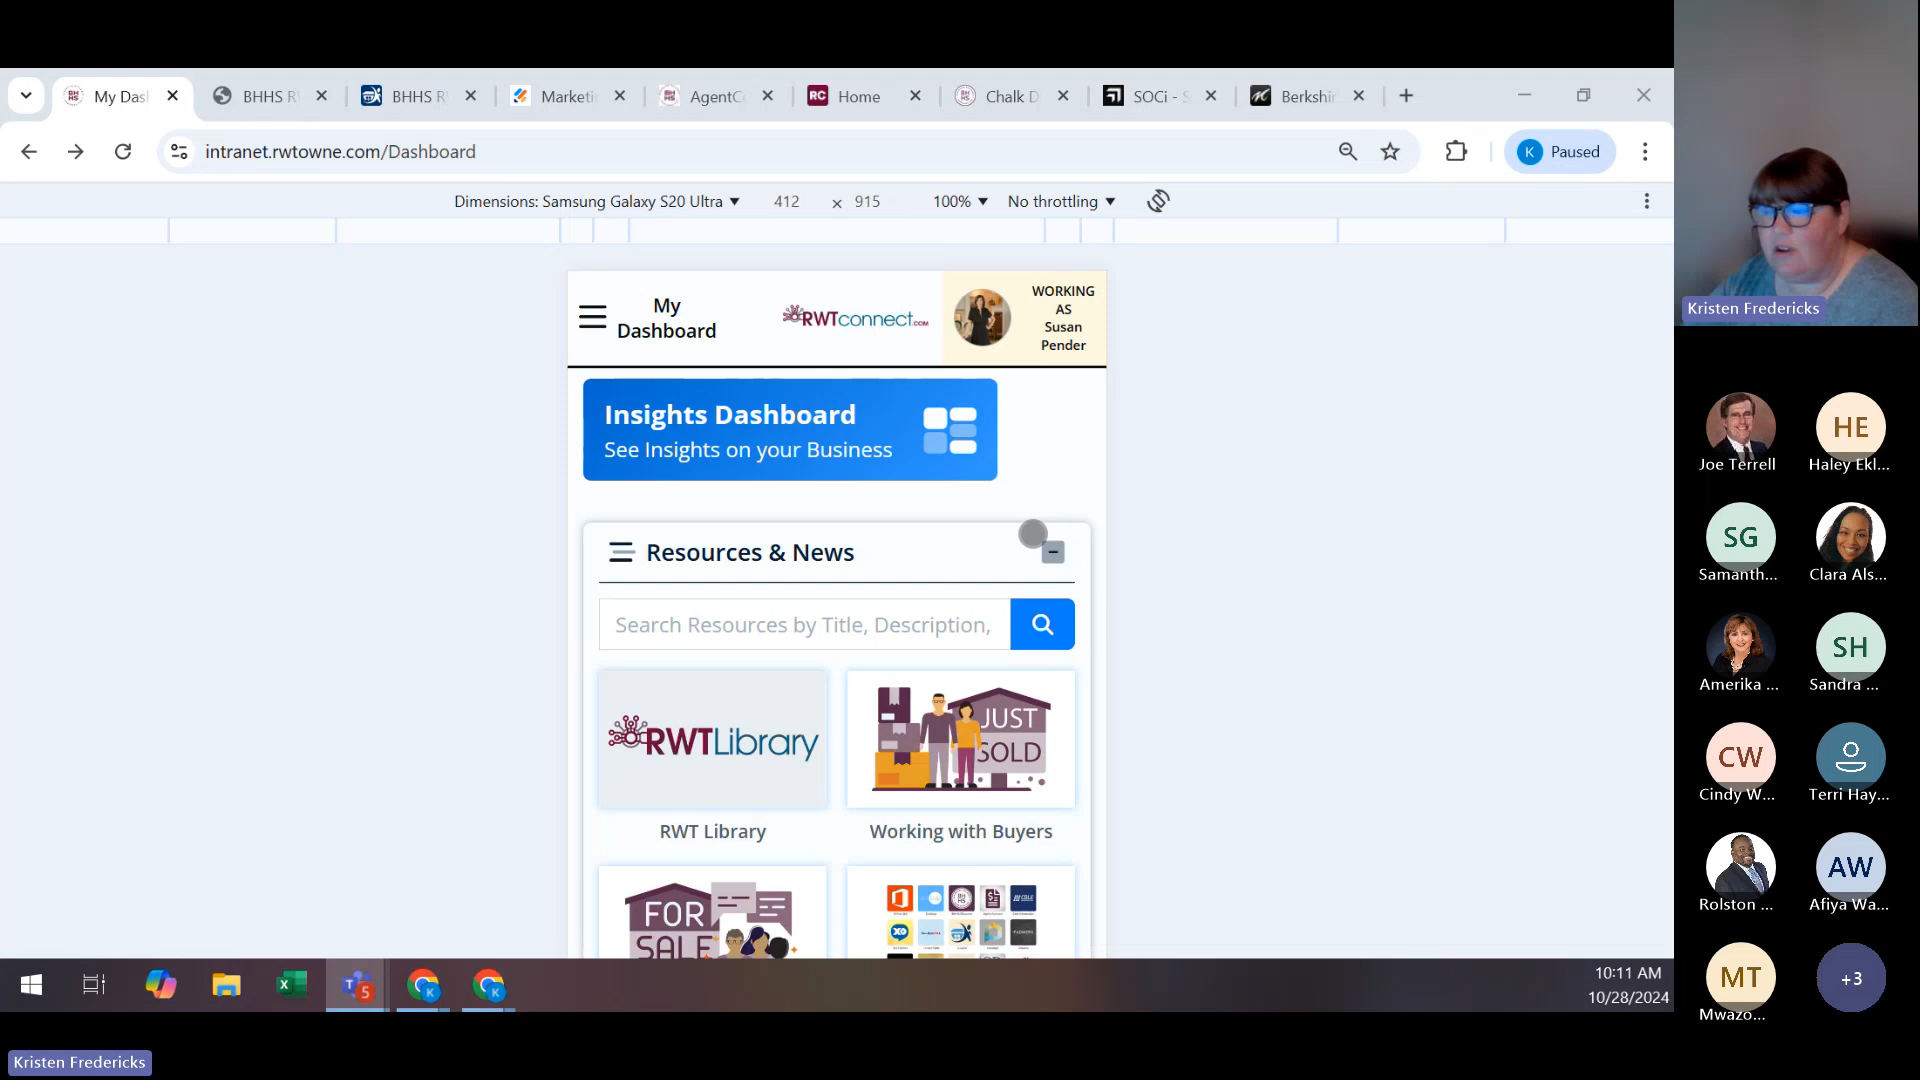 My Das
BHHS R
BHHS R
Marketi
AgentC
RC
Home
Chalk D
SOCi - S
Berkshir
intranet.rwtowne.com/Dashboard
K Paused
Dimensions: Samsung Galaxy S20 Ultra
412 x 915
100%
No throttling
My
Dashboard
RWTconnect.com
WORKING
AS
Susan
Pender
Insights Dashboard
See Insights on your Business
Resources & News
Search Resources by Title, Description,
RWTLibrary
JUST
SOLD
RWT Library
Working with Buyers
FOR
SALE
XO
Kristen Fredericks
Joe Terrell
HE
Haley Ekl...
SG
Samanth...
Clara Als...
Amerika ...
SH
Sandra ...
CW
Cindy W...
Terri Hay...
Rolston ...
AW
Afiya Wa...
MT
Mwazo...
+3
T 5
K
K
10:11 AM
10/28/2024
Kristen Fredericks